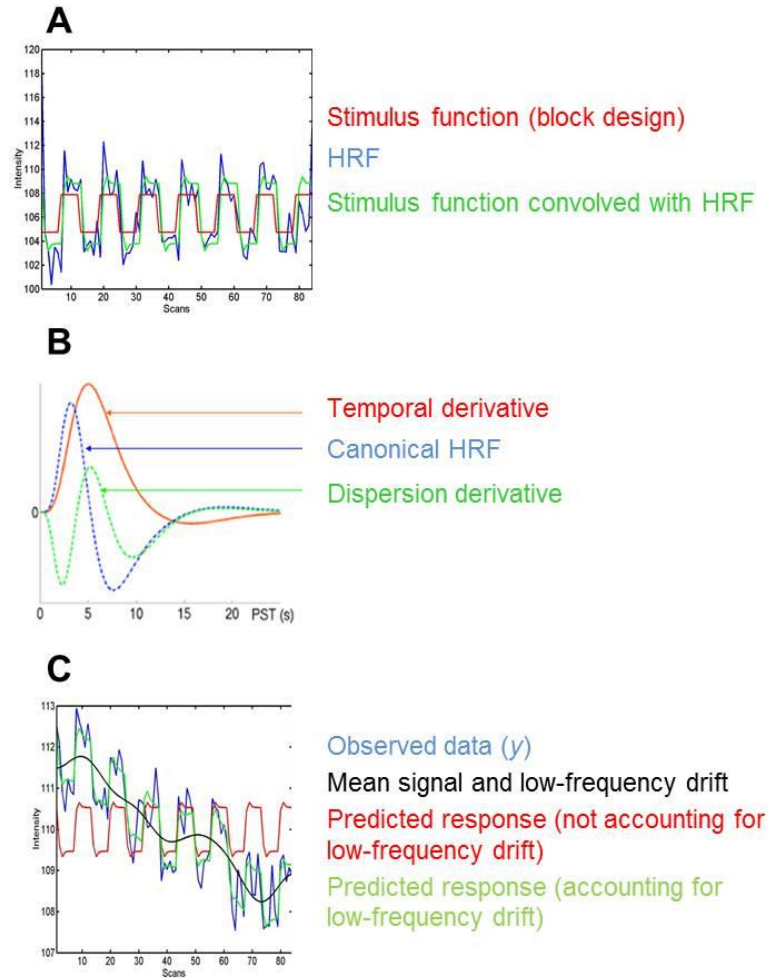 A
120
118
116
114
112
110
108
106
104
102
100
Intensity
10 20 30 40 50 60 70 80
Scans
Stimulus function (block design)
HRF
Stimulus function convolved with HRF
B
0
0 5 10 15 20 PST (s)
Temporal derivative
Canonical HRF
Dispersion derivative
C
113
112
111
110
109
108
107
Intensity
10 20 30 40 50 60 70 80
Scans
Observed data (y)
Mean signal and low-frequency drift
Predicted response (not accounting for
low-frequency drift)
Predicted response (accounting for
low-frequency drift)